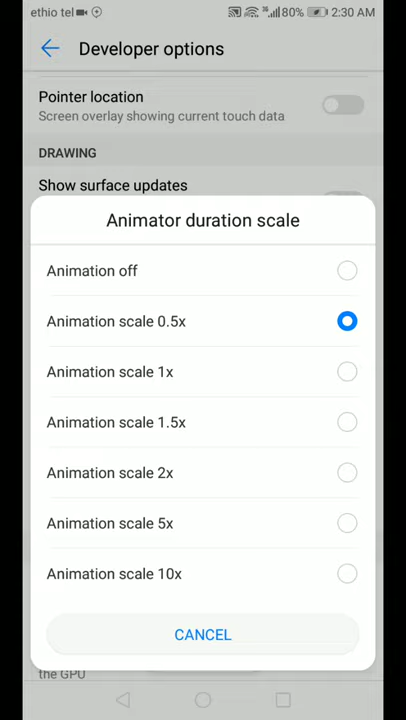 ethio tel 80% 2:30 AM
Developer options
Pointer location
Screen overlay showing current touch data
DRAWING
Show surface updates
Animator duration scale
Animation off
Animation scale 0.5x
Animation scale 1x
Animation scale 1.5x
Animation scale 2x
Animation scale 5x
Animation scale 10x
CANCEL
the GPU